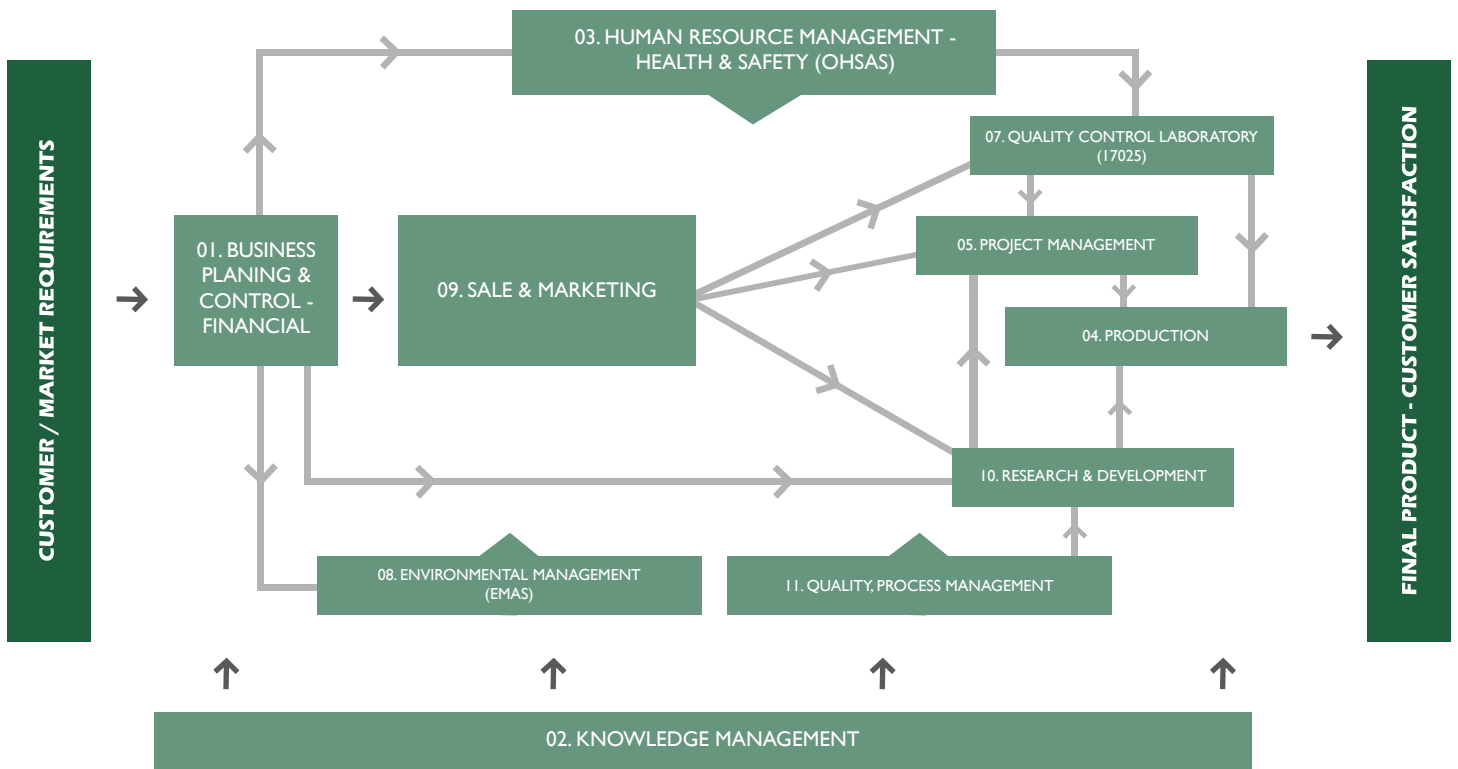 CUSTOMER / MARKET REQUIREMENTS
03. HUMAN RESOURCE MANAGEMENT -
HEALTH & SAFETY (OHSAS)
07. QUALITY CONTROL LABORATORY
(17025)
01. BUSINESS
PLANING &
CONTROL -
FINANCIAL
09. SALE & MARKETING
05. PROJECT MANAGEMENT
04. PRODUCTION
10. RESEARCH & DEVELOPMENT
08. ENVIRONMENTAL MANAGEMENT
(EMAS)
11. QUALITY, PROCESS MANAGEMENT
02. KNOWLEDGE MANAGEMENT
FINAL PRODUCT - CUSTOMER SATISFACTION